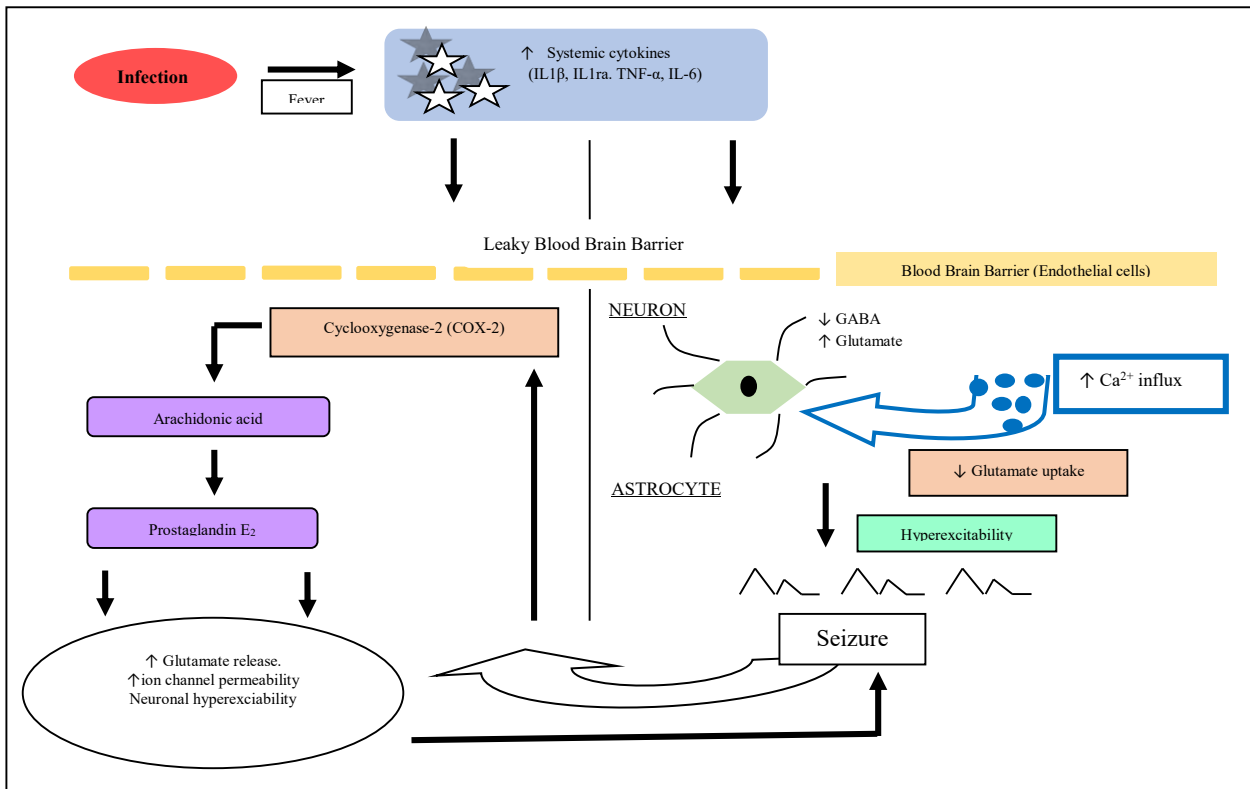 Infection
Fever
↑ Systemic cytokines
(IL1β, IL1ra. TNF-α, IL-6)
Leaky Blood Brain Barrier
Blood Brain Barrier (Endothelial cells)
Cyclooxygenase-2 (COX-2)
NEURON
↓ GABA
↑ Glutamate
↑ Ca²⁺ influx
Arachidonic acid
↓ Glutamate uptake
ASTROCYTE
Prostaglandin E₂
Hyperexcitability
Seizure
↑ Glutamate release.
↑ion channel permeability
Neuronal hyperexciability